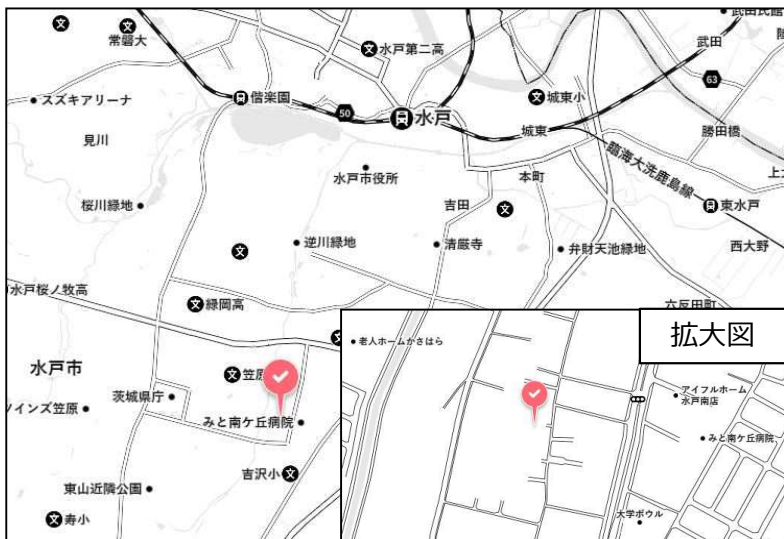 武田氏館
武田
常磐大
水戸第二高
63
スズキアリーナ
偕楽園
50
水戸
城東小
城東
勝田橋
見川
水戸市役所
本町
臨海大洗鹿島線
上大
桜川緑地
吉田
東水戸
逆川緑地
清厳寺
弁財天池緑地
西大野
水戸桜ノ牧高
緑岡高
六反田町
拡大図
老人ホームかさはら
水戸市
笠原
アイフルホーム
水戸南店
茨城県庁
ノインズ笠原
みと南ケ丘病院
みと南ケ丘病院
吉沢小
東山近隣公園
大学ボウル
寿小